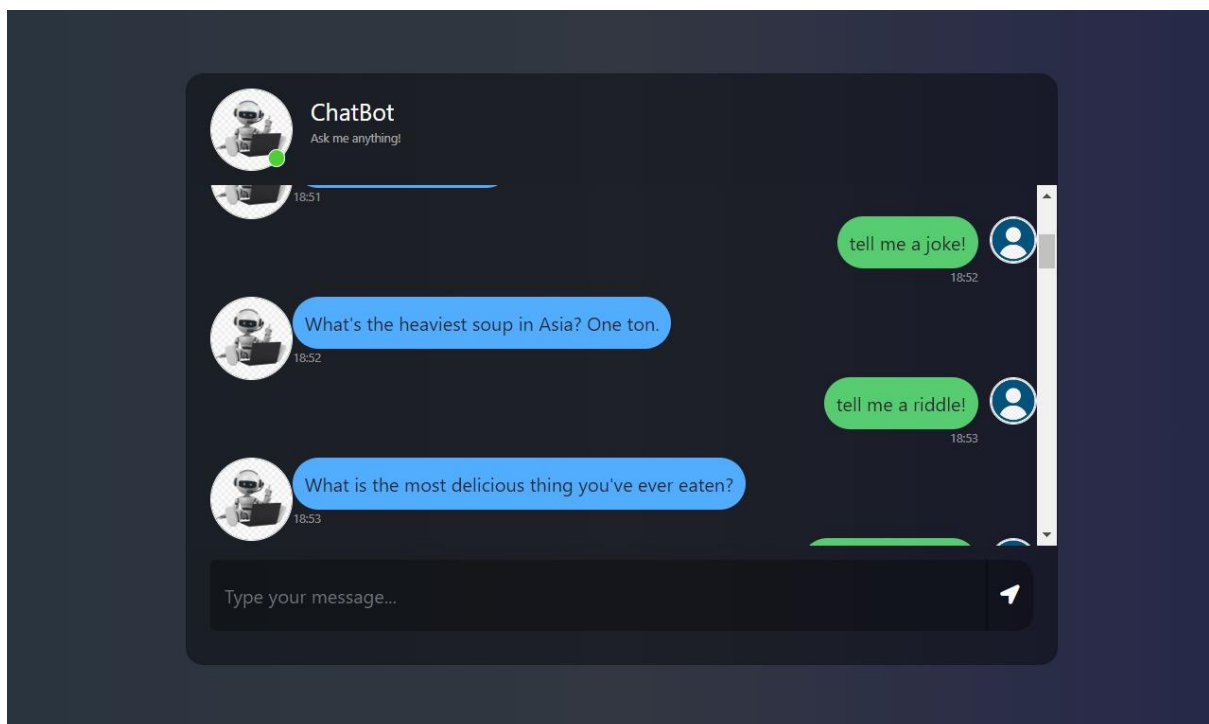 ChatBot
Ask me anything!
18:51
tell me a joke!
18:52
What's the heaviest soup in Asia? One ton.
18:52
tell me a riddle!
18:53
What is the most delicious thing you've ever eaten?
18:53
Type your message...